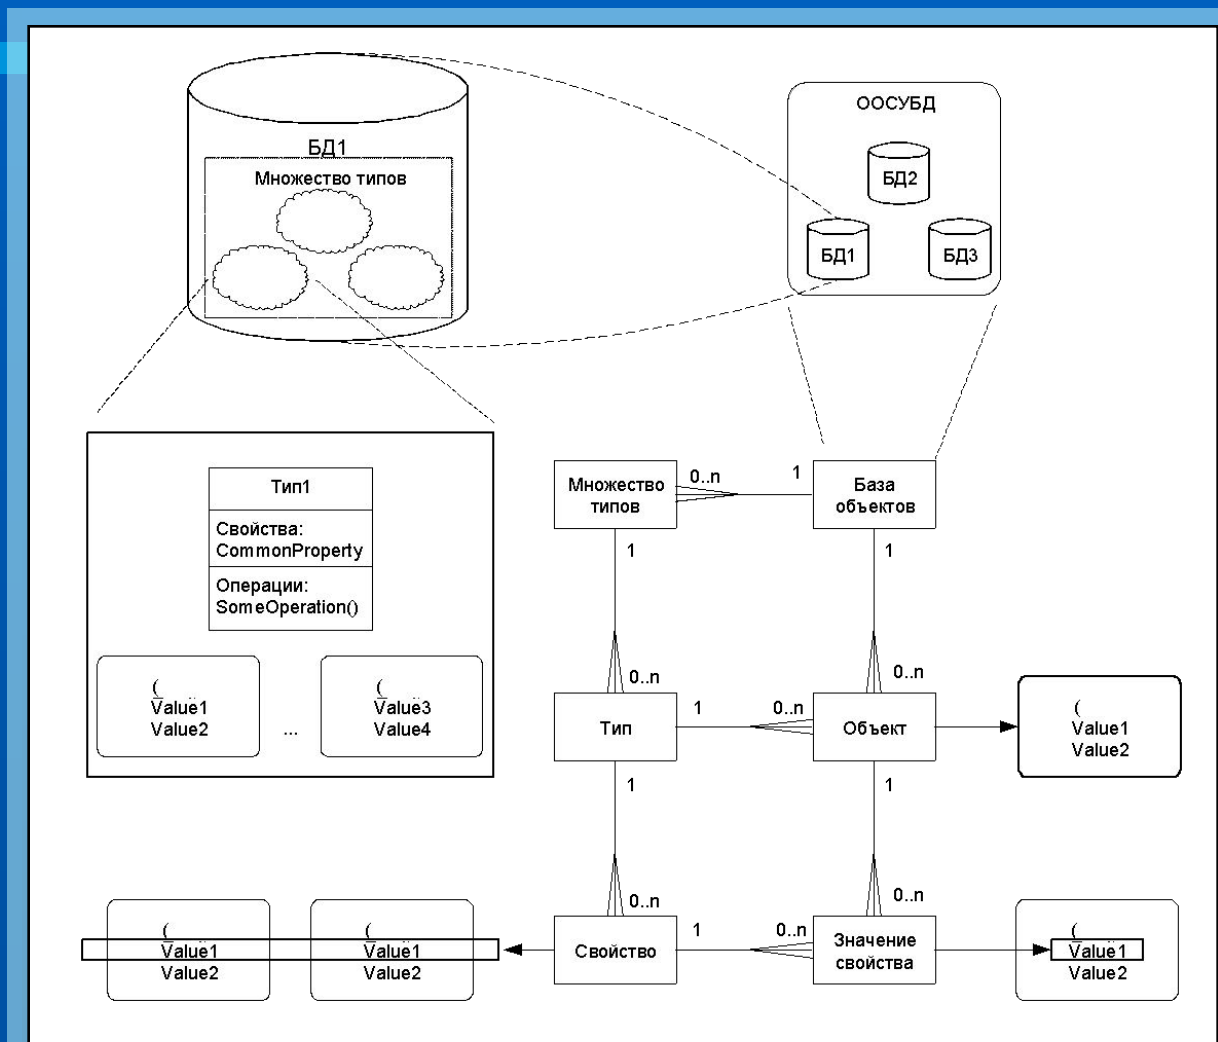 ООСУБД
БД1
Множество типов
БД2
БД1
БД3
Тип1
Свойства:
CommonProperty
Операции:
SomeOperation()
(
Value1
Value2
...
(
Value3
Value4
Множество
типов
0..n
1
База
объектов
1
1
0..n
0..n
Тип
1
0..n
Объект
(
Value1
Value2
1
1
0..n
0..n
(
Value1
Value2
(
Value1
Value2
Свойство
1
0..n
Значение
свойства
(
Value1
Value2